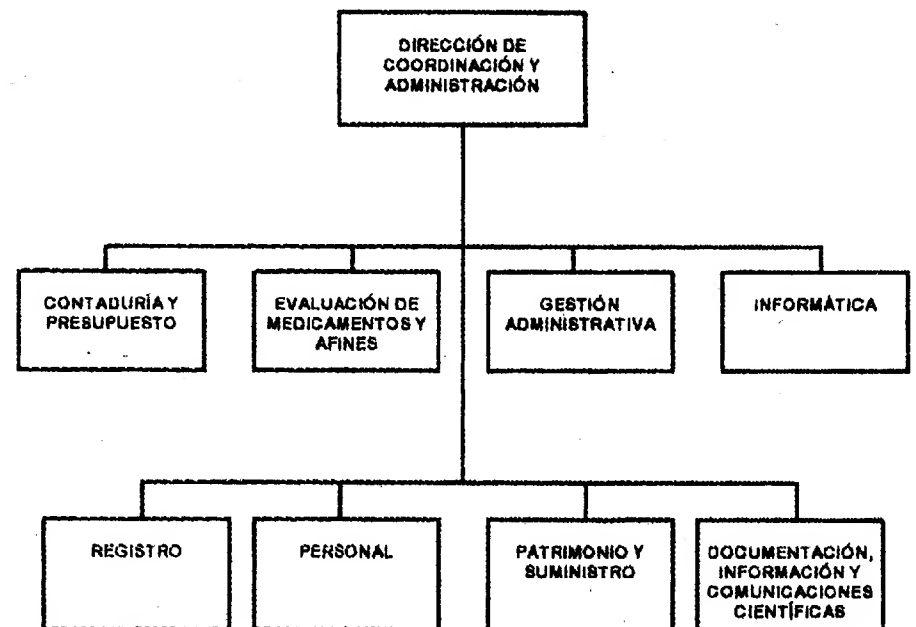 DIRECCIÓN DE
COORDINACIÓN Y
ADMINISTRACIÓN
CONTADURÍA Y
PRESUPUESTO
EVALUACIÓN DE
MEDICAMENTOS Y
AFINES
GESTIÓN
ADMINISTRATIVA
INFORMÁTICA
REGISTRO
PERSONAL
PATRIMONIO Y
SUMINISTRO
DOCUMENTACIÓN,
INFORMACIÓN Y
COMUNICACIONES
CIENTÍFICAS